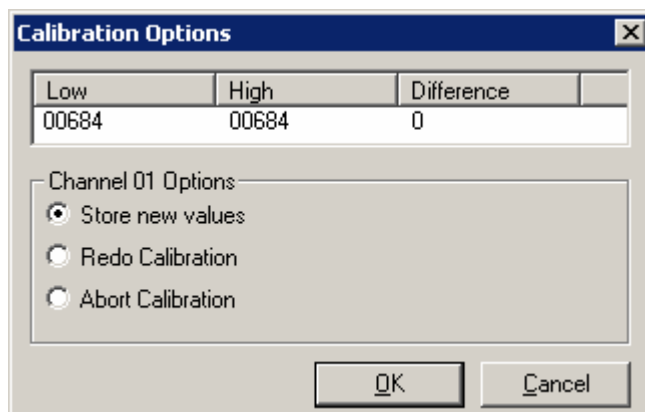 Calibration Options
Low High Difference
00684 00684 0
Channel 01 Options
Store new values
Redo Calibration
Abort Calibration
OK Cancel